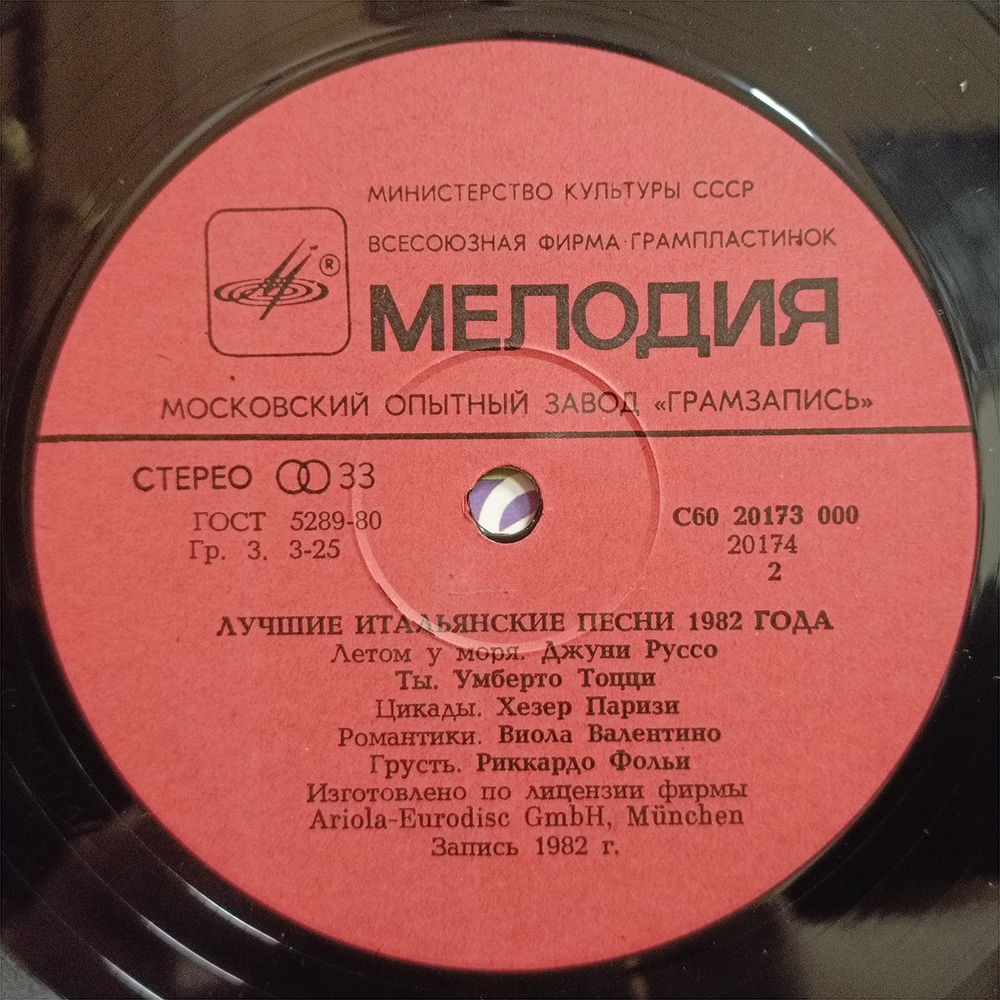 МИНИСТЕРСТВО КУЛЬТУРЫ СССР
ВСЕСОЮЗНАЯ ФИРМА ГРАМПЛАСТИНОК
®
МЕЛОДИЯ
МОСКОВСКИЙ ОПЫТНЫЙ ЗАВОД «ГРАМЗАПИСЬ»
СТЕРЕО 33
ГОСТ 5289-80
Гр. 3. 3-25
С60 20173 000
20174
2
ЛУЧШИЕ ИТАЛЬЯНСКИЕ ПЕСНИ 1982 ГОДА
Летом у моря. Джуни Руссо
Ты. Умберто Тоцци
Цикады. Хезер Паризи
Романтики. Виола Валентино
Грусть. Риккардо Фольи
Изготовлено по лицензии фирмы
Ariola-Eurodisc GmbH, München
Запись 1982 г.